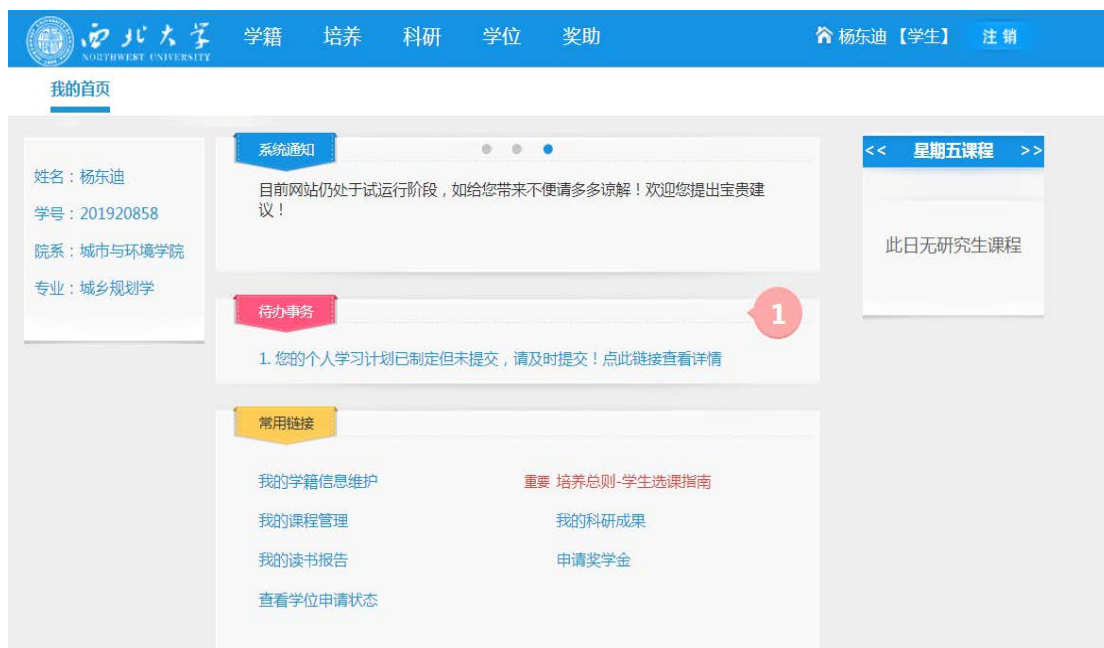 西北大学
NORTHWEST UNIVERSITY
学籍 培养 科研 学位 奖助
杨东迪【学生】 注 销
我的首页
姓名：杨东迪
学号：201920858
院系：城市与环境学院
专业：城乡规划学
系统通知
目前网站仍处于试运行阶段，如给您带来不便请多多谅解！欢迎您提出宝贵建
议！
待办事务
1
1. 您的个人学习计划已制定但未提交，请及时提交！点此链接查看详情
常用链接
我的学籍信息维护 重要 培养总则-学生选课指南
我的课程管理 我的科研成果
我的读书报告 申请奖学金
查看学位申请状态
<< 星期五课程 >>
此日无研究生课程